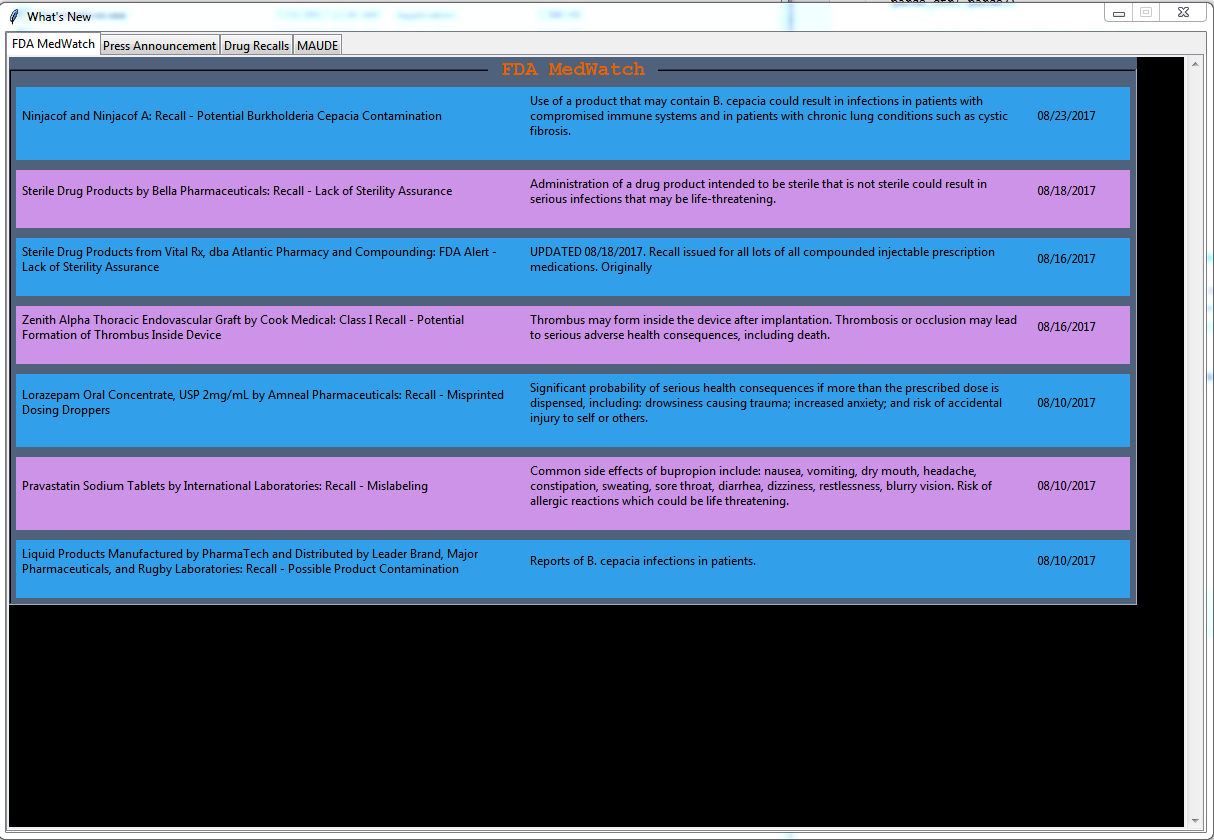 What's New
FDA MedWatch
Press Announcement
Drug Recalls
MAUDE
FDA MedWatch
Ninjacof and Ninjacof A: Recall - Potential Burkholderia Cepacia Contamination
Use of a product that may contain B. cepacia could result in infections in patients with
compromised immune systems and in patients with chronic lung conditions such as cystic
fibrosis.
08/23/2017
Sterile Drug Products by Bella Pharmaceuticals: Recall - Lack of Sterility Assurance
Administration of a drug product intended to be sterile that is not sterile could result in
serious infections that may be life-threatening.
08/18/2017
Sterile Drug Products from Vital Rx, dba Atlantic Pharmacy and Compounding: FDA Alert -
Lack of Sterility Assurance
UPDATED 08/18/2017. Recall issued for all lots of all compounded injectable prescription
medications. Originally
08/16/2017
Zenith Alpha Thoracic Endovascular Graft by Cook Medical: Class I Recall - Potential
Formation of Thrombus Inside Device
Thrombus may form inside the device after implantation. Thrombosis or occlusion may lead
to serious adverse health consequences, including death.
08/16/2017
Lorazepam Oral Concentrate, USP 2mg/mL by Amneal Pharmaceuticals: Recall - Misprinted
Dosing Droppers
Significant probability of serious health consequences if more than the prescribed dose is
dispensed, including: drowsiness causing trauma; increased anxiety; and risk of accidental
injury to self or others.
08/10/2017
Pravastatin Sodium Tablets by International Laboratories: Recall - Mislabeling
Common side effects of bupropion include: nausea, vomiting, dry mouth, headache,
constipation, sweating, sore throat, diarrhea, dizziness, restlessness, blurry vision. Risk of
allergic reactions which could be life threatening.
08/10/2017
Liquid Products Manufactured by PharmaTech and Distributed by Leader Brand, Major
Pharmaceuticals, and Rugby Laboratories: Recall - Possible Product Contamination
Reports of B. cepacia infections in patients.
08/10/2017